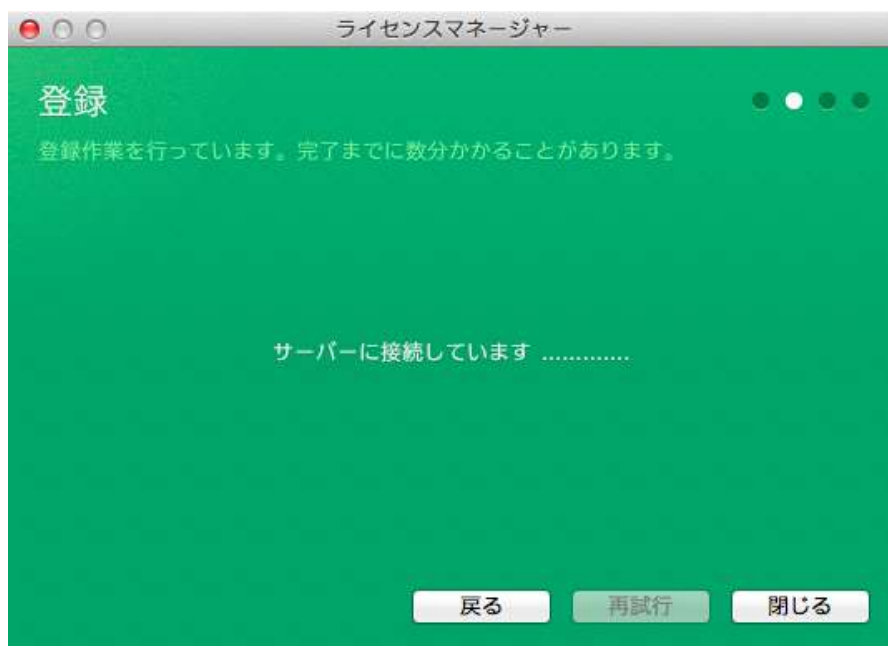 ライセンスマネージャー
登録
登録作業を行っています。完了までに数分かかることがあります。
サーバーに接続しています .............
戻る 再試行 閉じる